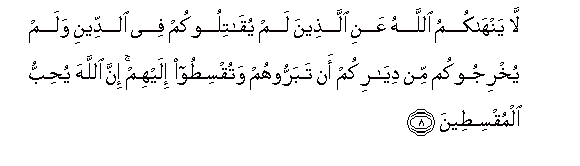 لَّا يَنْهَىٰكُمُ ٱللَّهُ عَنِ ٱلَّذِينَ لَمْ يُقَٰتِلُوكُمْ فِى ٱلدِّينِ وَلَمْ
يُخْرِجُوكُم مِّن دِيَٰرِكُمْ أَن تَبَرُّوهُمْ وَتُقْسِطُوٓا۟ إِلَيْهِمْ ۚ إِنَّ ٱللَّهَ يُحِبُّ
ٱلْمُقْسِطِينَ ﴿٨﴾